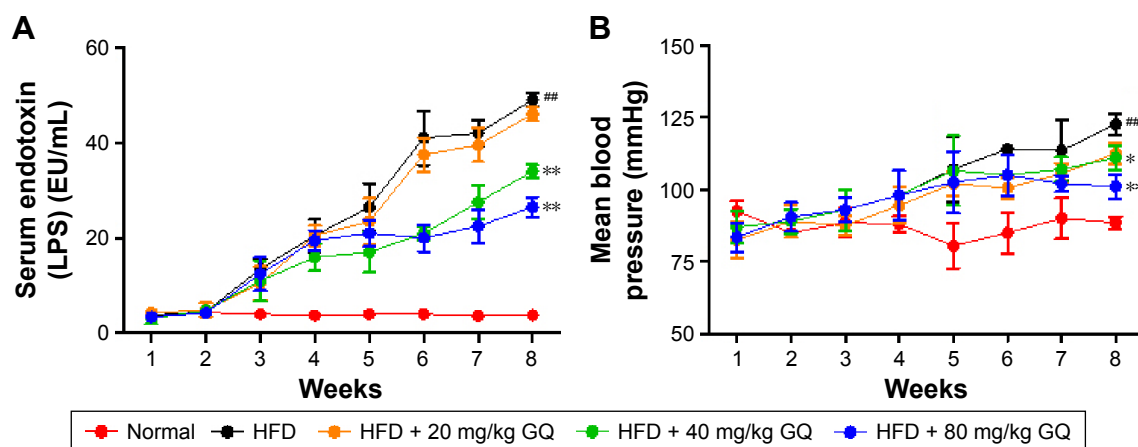 A
Serum endotoxin
(LPS) (EU/mL)
60
40
20
0
##
**
**
1 2 3 4 5 6 7 8
Weeks
B
Mean blood
pressure (mmHg)
150
125
100
75
50
##
*
**
1 2 3 4 5 6 7 8
Weeks
Normal HFD HFD + 20 mg/kg GQ HFD + 40 mg/kg GQ HFD + 80 mg/kg GQ